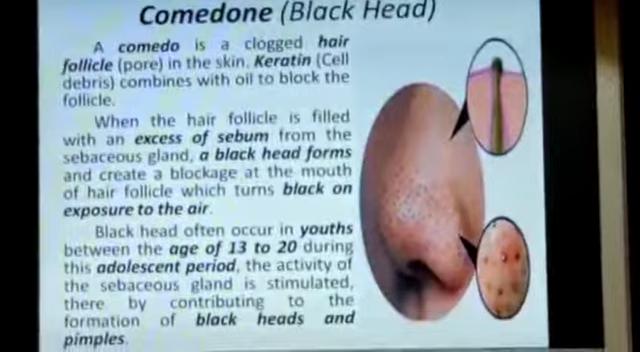 Comedone (Black Head)
A comedo is a clogged hair
follicle (pore) in the skin. Keratin (Cell
debris) combines with oil to block the
follicle.
When the hair follicle is filled
with an excess of sebum from the
sebaceous gland, a black head forms
and create a blockage at the mouth
of hair follicle which turns black on
exposure to the air.
Black head often occur in youths
between the age of 13 to 20 during
this adolescent period, the activity of
the sebaceous gland is stimulated,
there by contributing to the
formation of black heads and
pimples.